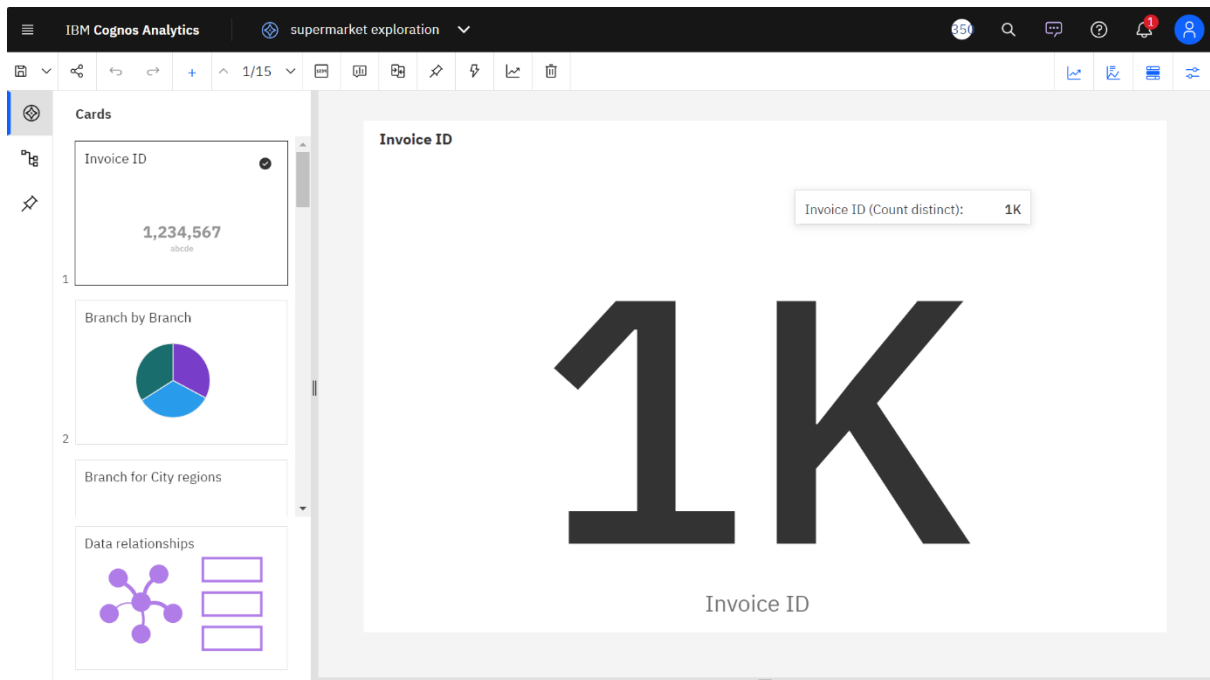 IBM Cognos Analytics
supermarket exploration
350
1
1/15
Cards
Invoice ID
1,234,567
abcde
1
Branch by Branch
2
Branch for City regions
Data relationships
Invoice ID
Invoice ID (Count distinct): 1K
1K
Invoice ID